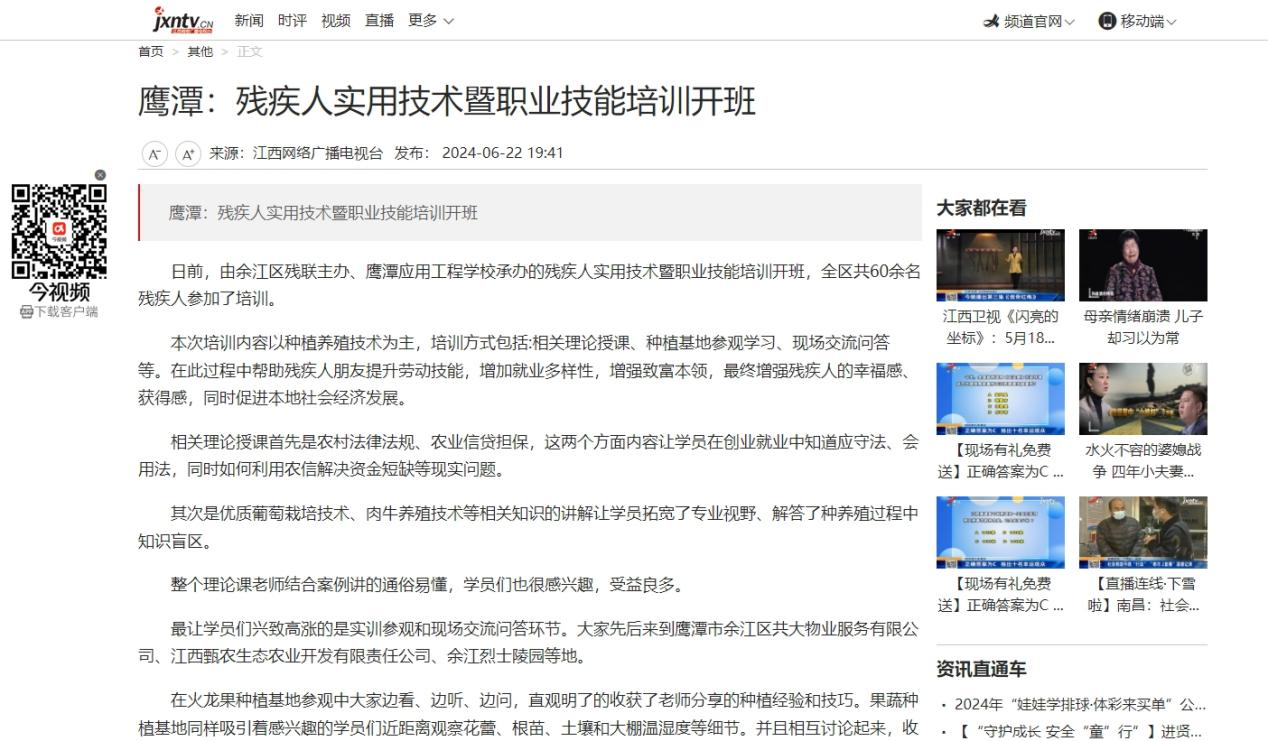 jxntv.CN
新闻 时评 视频 直播 更多
频道官网 移动端
首页 > 其他 > 正文
鹰潭：残疾人实用技术暨职业技能培训开班
A- A+ 来源：江西网络广播电视台 发布： 2024-06-22 19:41
今视频
下载客户端
鹰潭：残疾人实用技术暨职业技能培训开班
日前，由余江区残联主办、鹰潭应用工程学校承办的残疾人实用技术暨职业技能培训开班，全区共60余名
残疾人参加了培训。
本次培训内容以种植养殖技术为主，培训方式包括:相关理论授课、种植基地参观学习、现场交流问答
等。在此过程中帮助残疾人朋友提升劳动技能，增加就业多样性，增强致富本领，最终增强残疾人的幸福感、
获得感，同时促进本地社会经济发展。
相关理论授课首先是农村法律法规、农业信贷担保，这两个方面内容让学员在创业就业中知道应守法、会
用法，同时如何利用农信解决资金短缺等现实问题。
其次是优质葡萄栽培技术、肉牛养殖技术等相关知识的讲解让学员拓宽了专业视野、解答了种养殖过程中
知识盲区。
整个理论课老师结合案例讲的通俗易懂，学员们也很感兴趣，受益良多。
最让学员们兴致高涨的是实训参观和现场交流问答环节。大家先后来到鹰潭市余江区共大物业服务有限公
司、江西甄农生态农业开发有限责任公司、余江烈士陵园等地。
在火龙果种植基地参观中大家边看、边听、边问，直观明了的收获了老师分享的种植经验和技巧。果蔬种
植基地同样吸引着感兴趣的学员们近距离观察花蕾、根苗、土壤和大棚温湿度等细节。并且相互讨论起来，收
大家都在看
江西卫视《闪亮的
坐标》：5月18...
母亲情绪崩溃 儿子
却习以为常
【现场有礼免费
送】正确答案为C ...
水火不容的婆媳战
争 四年小夫妻...
【现场有礼免费
送】正确答案为C ...
【直播连线·下雪
啦】南昌：社会...
资讯直通车
· 2024年“娃娃学排球·体彩来买单”公...
· 【“守护成长 安全“童”行”】进贤...